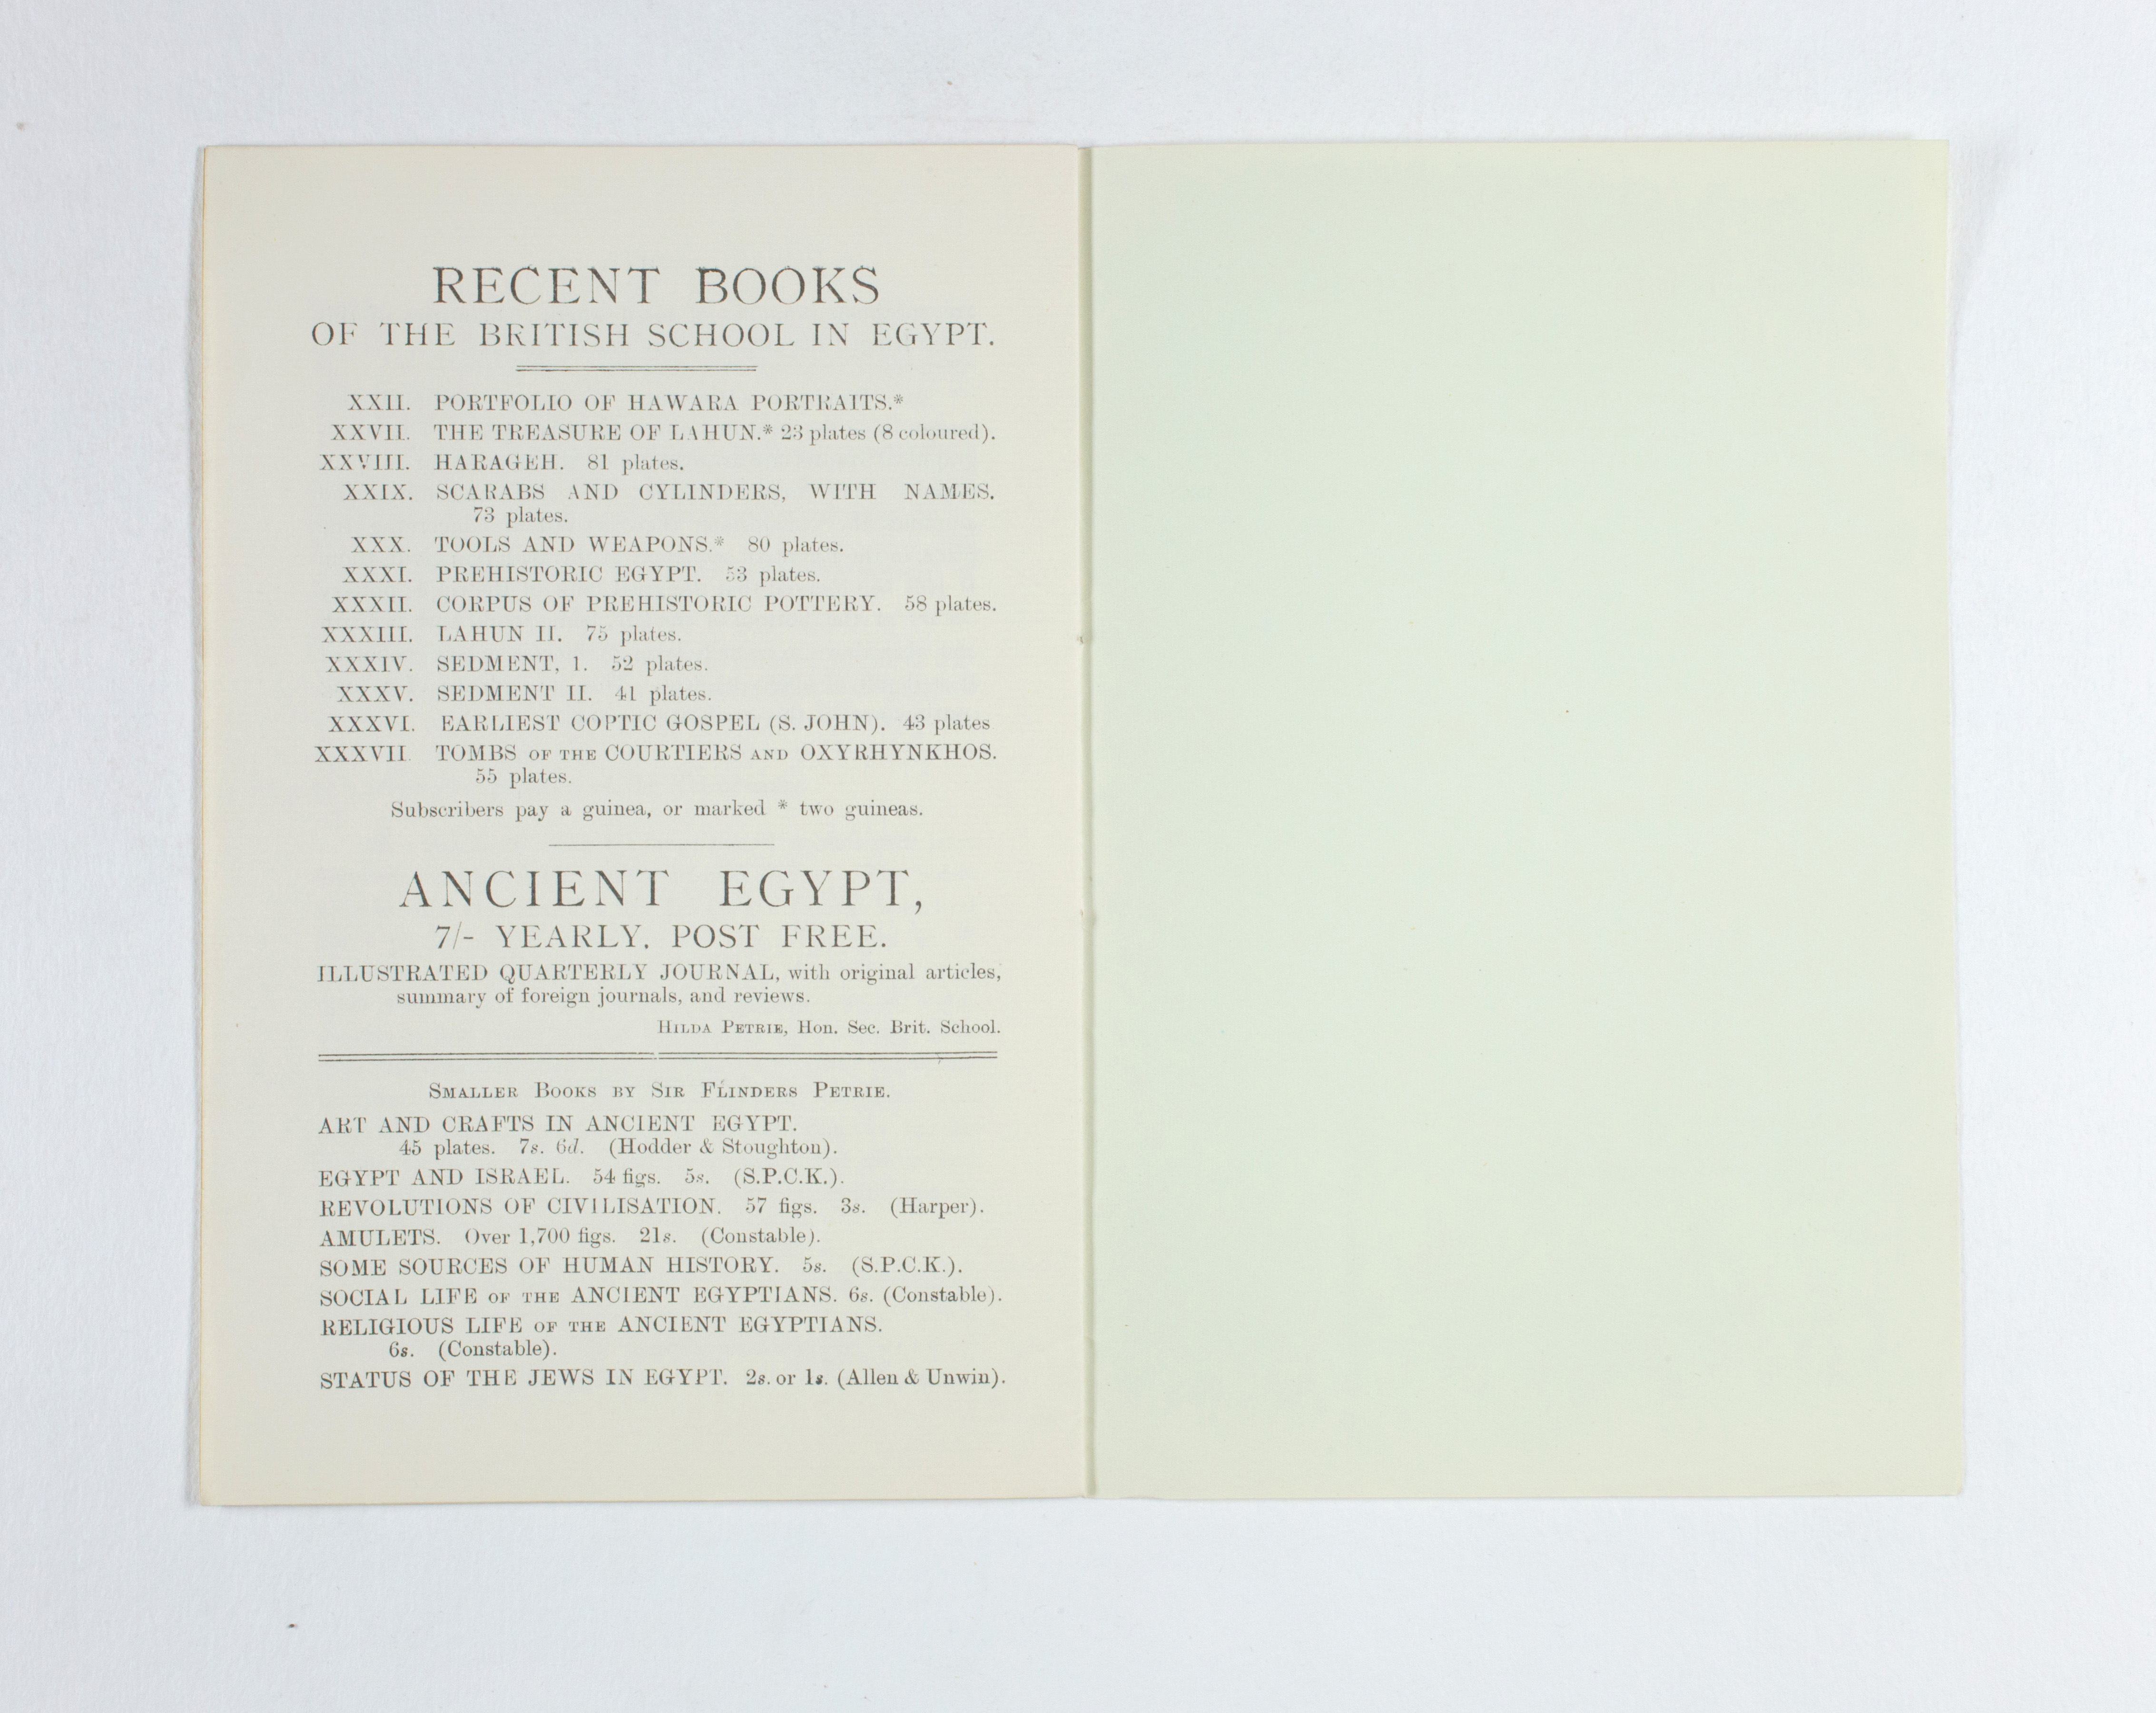 RECENT BOOKS
OF THE BRITISH SCHOOL IN EGYPT.
XXII. PORTFOLIO OF HAWARA PORTRAITS.*
XXVII. THE TREASURE OF LAHUN.* 23 plates (8 coloured).
XXVIII. HARAGEH. 81 plates.
XXIX. SCARABS AND CYLINDERS, WITH NAMES.
73 plates.
XXX. TOOLS AND WEAPONS.* 80 plates.
XXXI. PREHISTORIC EGYPT. 53 plates.
XXXII. CORPUS OF PREHISTORIC POTTERY. 58 plates.
XXXIII. LAHUN II. 75 plates.
XXXIV. SEDMENT, I. 52 plates.
XXXV. SEDMENT II. 41 plates.
XXXVI. EARLIEST COPTIC GOSPEL (S. JOHN). 43 plates
XXXVII. TOMBS OF THE COURTIERS AND OXYRHYNKHOS.
55 plates.
Subscribers pay a guinea, or marked * two guineas.
ANCIENT EGYPT,
7/- YEARLY. POST FREE.
ILLUSTRATED QUARTERLY JOURNAL, with original articles,
summary of foreign journals, and reviews.
HILDA PETRIE, Hon. Sec. Brit. School.
SMALLER BOOKS BY SIR FLINDERS PETRIE.
ART AND CRAFTS IN ANCIENT EGYPT.
45 plates. 7s. 6d. (Hodder & Stoughton).
EGYPT AND ISRAEL. 54 figs. 5s. (S.P.C.K.).
REVOLUTIONS OF CIVILISATION. 57 figs. 3s. (Harper).
AMULETS. Over 1,700 figs. 21s. (Constable).
SOME SOURCES OF HUMAN HISTORY. 5s. (S.P.C.K.).
SOCIAL LIFE OF THE ANCIENT EGYPTIANS. 6s. (Constable).
RELIGIOUS LIFE OF THE ANCIENT EGYPTIANS.
6s. (Constable).
STATUS OF THE JEWS IN EGYPT. 2s. or 1s. (Allen & Unwin).